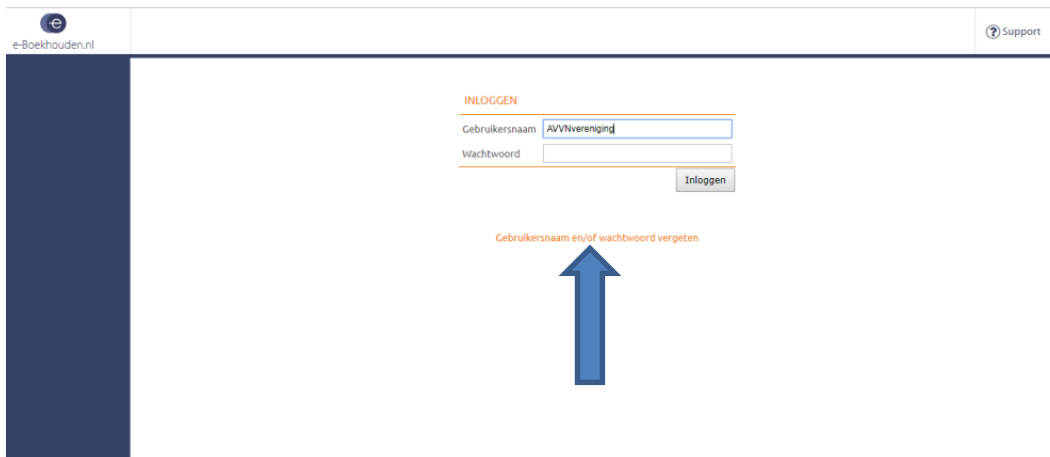 e
e-Boekhouden.nl
? Support
INLOGGEN
Gebruikersnaam AVVNvereniging
Wachtwoord
Inloggen
Gebruikersnaam en/of wachtwoord vergeten